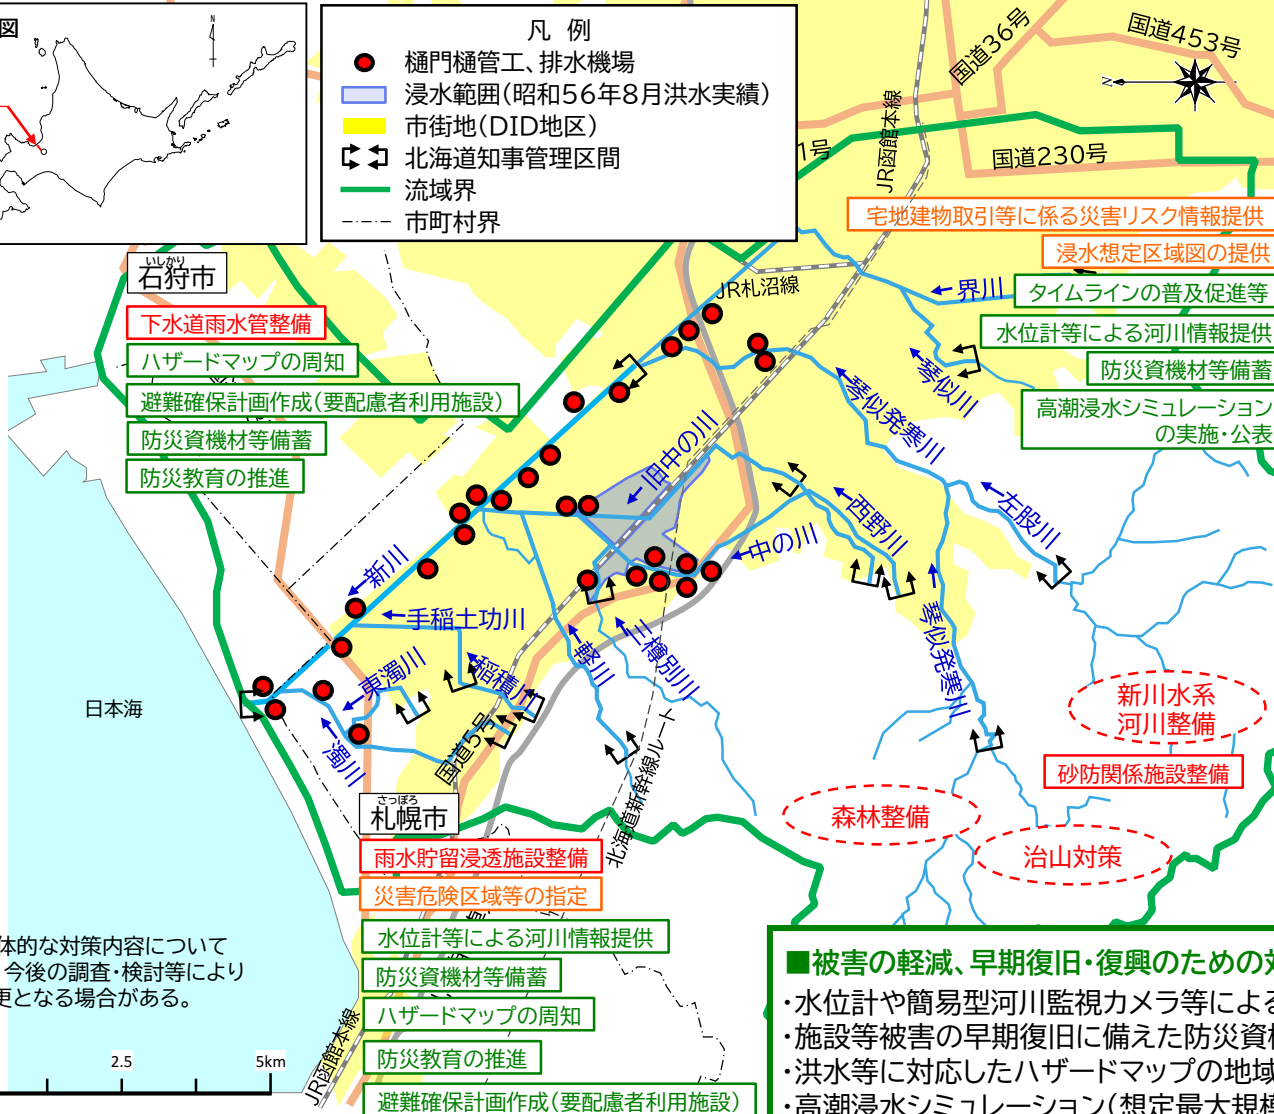 図
N
凡 例
樋門樋管工、排水機場
浸水範囲(昭和56年8月洪水実績)
市街地(DID地区)
北海道知事管理区間
流域界
市町村界
国道36号
国道453号
N
JR函館本線
国道230号
宅地建物取引等に係る災害リスク情報提供
浸水想定区域図の提供
タイムラインの普及促進等
水位計等による河川情報提供
防災資機材等備蓄
高潮浸水シミュレーション
の実施・公表
いしかり
石狩市
下水道雨水管整備
ハザードマップの周知
避難確保計画作成(要配慮者利用施設)
防災資機材等備蓄
防災教育の推進
JR札沼線
界川
琴似川
琴似発寒川
左股川
旧中の川
西野川
中の川
新川
手稲土功川
三樽別川
軽川
稲積川
東濁川
濁川
琴似発寒川
国道5号
北海道新幹線ルート
日本海
新川水系
河川整備
砂防関係施設整備
森林整備
治山対策
さっぽろ
札幌市
雨水貯留浸透施設整備
災害危険区域等の指定
水位計等による河川情報提供
防災資機材等備蓄
ハザードマップの周知
防災教育の推進
避難確保計画作成(要配慮者利用施設)
JR函館本線
体的な対策内容について
今後の調査・検討等により
更となる場合がある。
2.5
5km
■被害の軽減、早期復旧・復興のための
・水位計や簡易型河川監視カメラ等による
・施設等被害の早期復旧に備えた防災資
・洪水等に対応したハザードマップの地域
・高潮浸水シミュレーション(想定最大規模